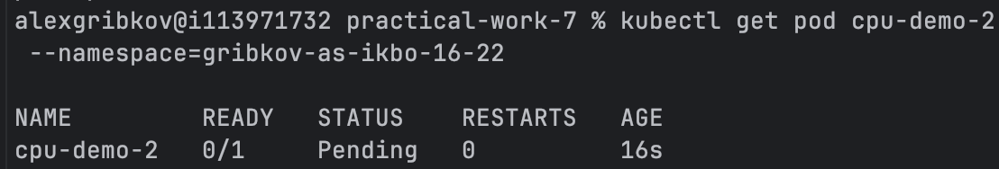 alexgribkov@i113971732 practical-work-7 % kubectl get pod cpu-demo-2
 --namespace=gribkov-as-ikbo-16-22
NAME         READY   STATUS    RESTARTS   AGE
cpu-demo-2   0/1     Pending   0          16s